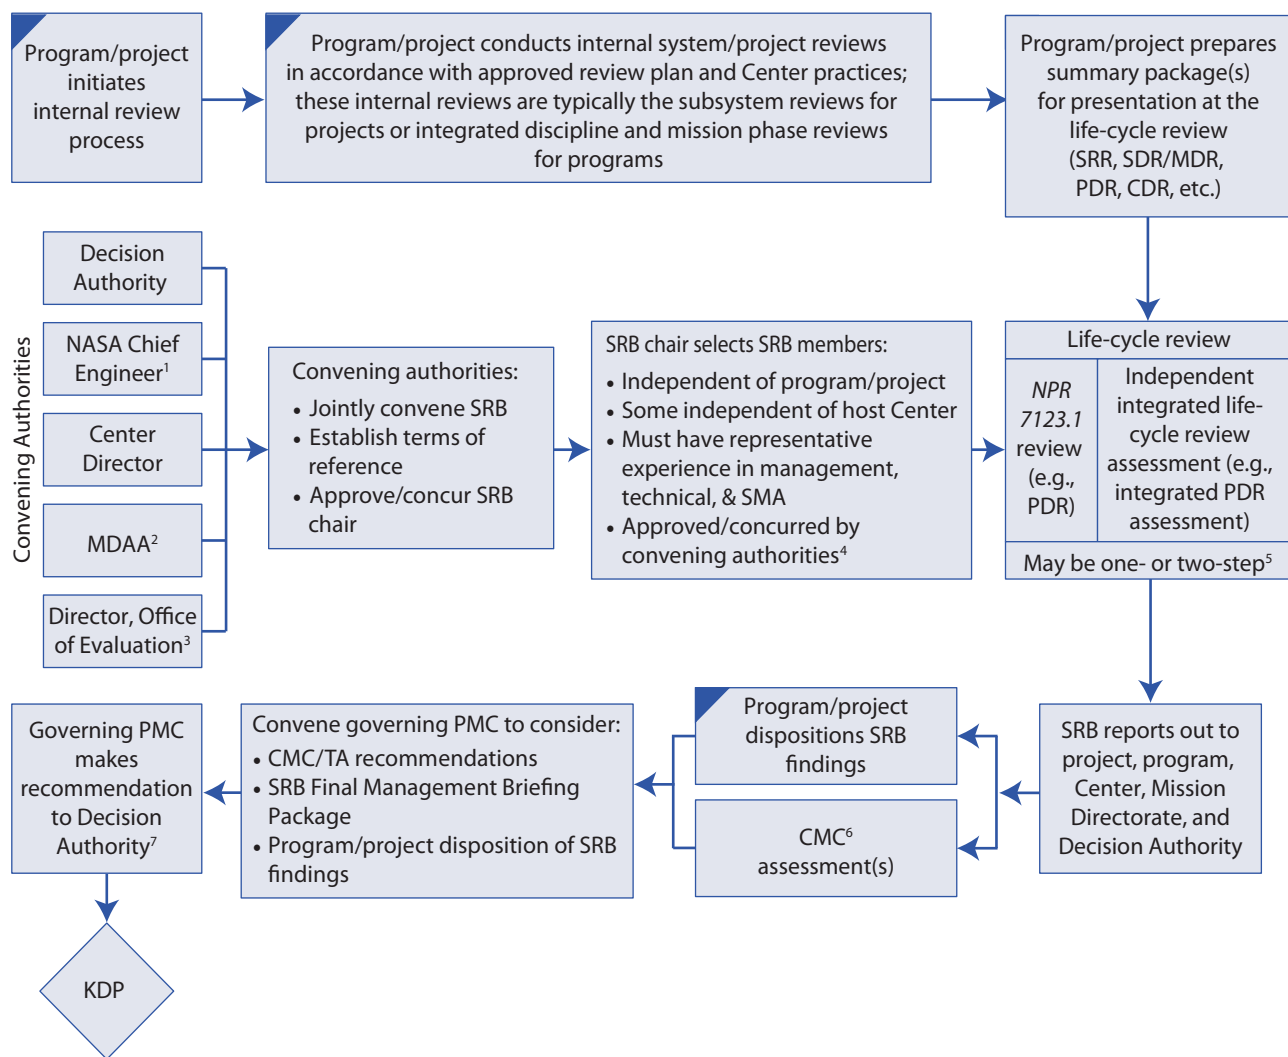 Program/project
initiates
internal review
process
Program/project conducts internal system/project reviews
in accordance with approved review plan and Center practices;
these internal reviews are typically the subsystem reviews for
projects or integrated discipline and mission phase reviews
for programs
Program/project prepares
summary package(s)
for presentation at the
life-cycle review
(SRR, SDR/MDR,
PDR, CDR, etc.)
Convening Authorities
Decision
Authority
NASA Chief
Engineer¹
Center
Director
MDAA²
Director, Office
of Evaluation³
Convening authorities:
• Jointly convene SRB
• Establish terms of
reference
• Approve/concur SRB
chair
SRB chair selects SRB members:
• Independent of program/project
• Some independent of host Center
• Must have representative
experience in management,
technical, & SMA
• Approved/concurred by
convening authorities⁴
Life-cycle review
NPR
7123.1
review
(e.g.,
PDR)
Independent
integrated life-
cycle review
assessment (e.g.,
integrated PDR
assessment)
May be one- or two-step⁵
SRB reports out to
project, program,
Center, Mission
Directorate, and
Decision Authority
Program/project
dispositions SRB
findings
CMC⁶
assessment(s)
Convene governing PMC to consider:
• CMC/TA recommendations
• SRB Final Management Briefing
Package
• Program/project disposition of SRB
findings
Governing PMC
makes
recommendation
to Decision
Authority⁷
KDP